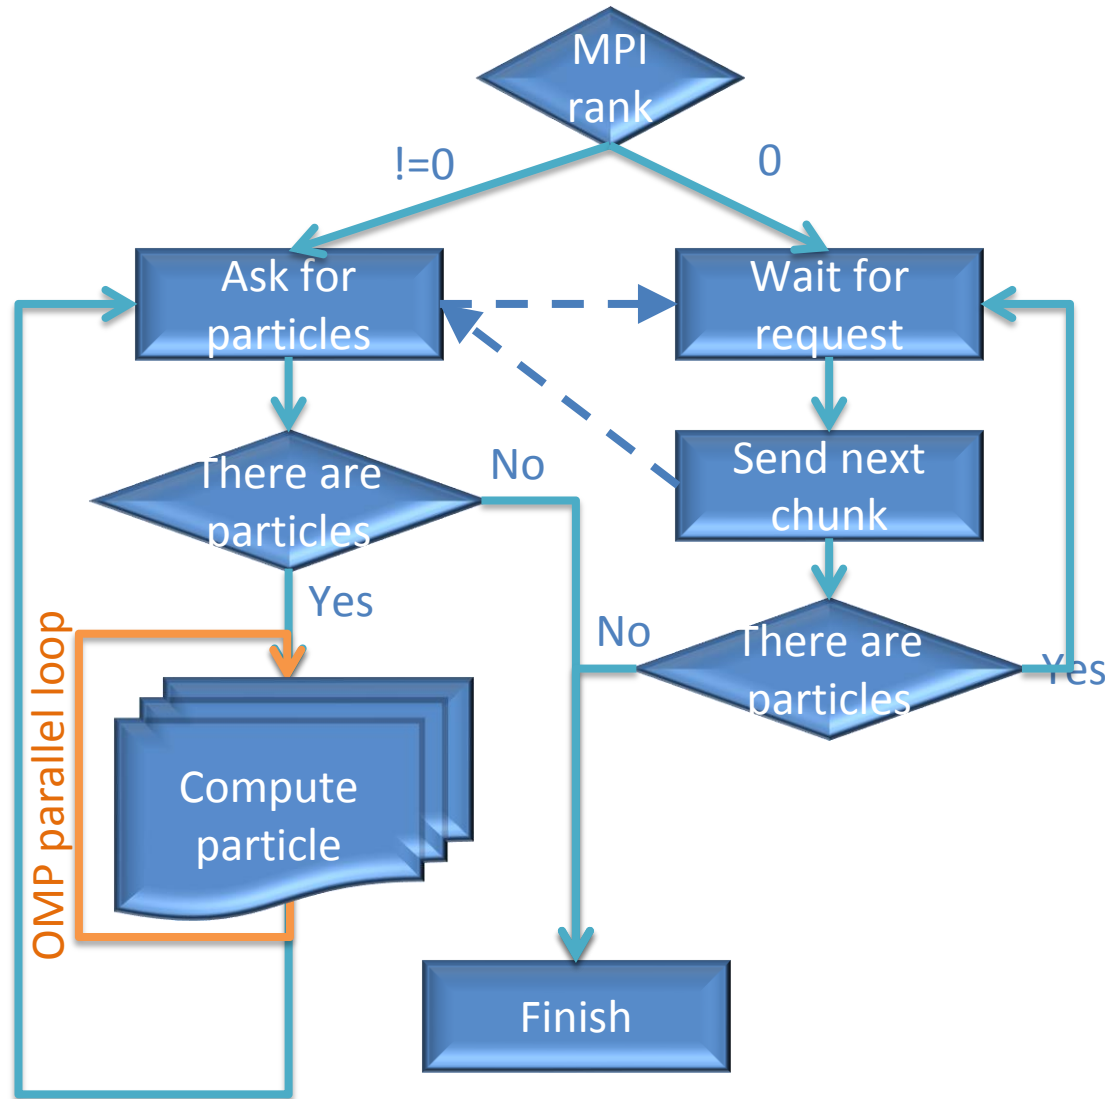 MPI
rank
!=0
0
Ask for
particles
Wait for
request
There are
particles
No
Send next
chunk
Yes
No
There are
particles
Yes
OMP parallel loop
Compute
particle
Finish